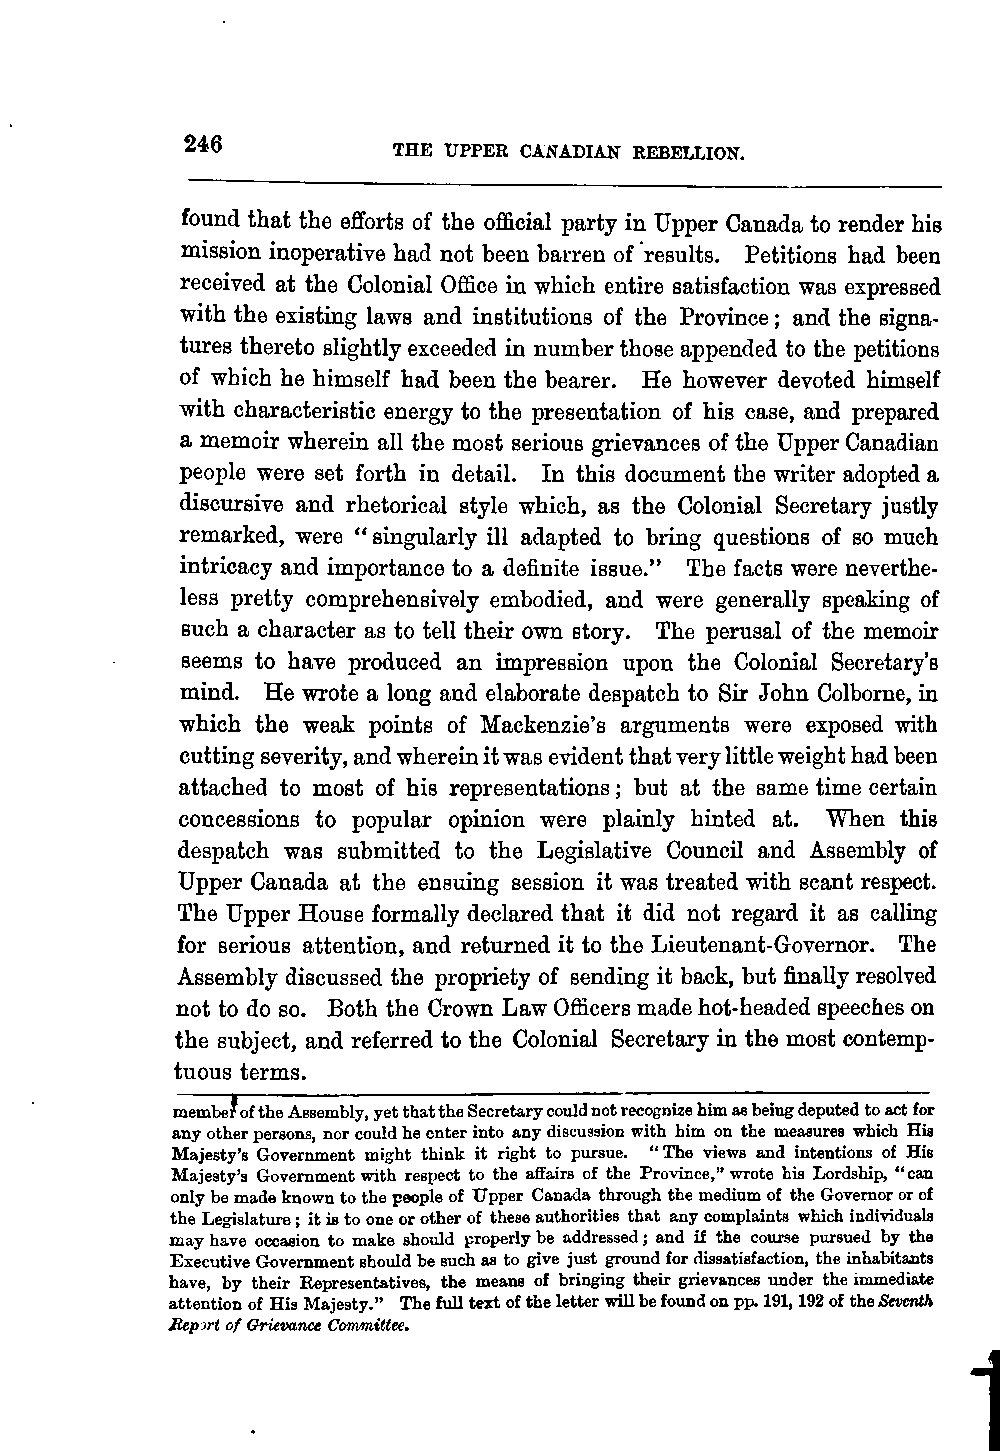 246
THE UPPER CANADIAN REBELLION.
found that the efforts of the official party in Upper Canada to render his
mission inoperative had not been barren of results. Petitions had been
received at the Colonial Office in which entire satisfaction was expressed
with the existing laws and institutions of the Province; and the signa-
tures thereto slightly exceeded in number those appended to the petitions
of which he himself had been the bearer. He however devoted himself
with characteristic energy to the presentation of his case, and prepared
a memoir wherein all the most serious grievances of the Upper Canadian
people were set forth in detail. In this document the writer adopted a
discursive and rhetorical style which, as the Colonial Secretary justly
remarked, were "singularly ill adapted to bring questions of so much
intricacy and importance to a definite issue." The facts were neverthe-
less pretty comprehensively embodied, and were generally speaking of
such a character as to tell their own story. The perusal of the memoir
seems to have produced an impression upon the Colonial Secretary's
mind. He wrote a long and elaborate despatch to Sir John Colborne, in
which the weak points of Mackenzie's arguments were exposed with
cutting severity, and wherein it was evident that very little weight had been
attached to most of his representations; but at the same time certain
concessions to popular opinion were plainly hinted at. When this
despatch was submitted to the Legislative Council and Assembly of
Upper Canada at the ensuing session it was treated with scant respect.
The Upper House formally declared that it did not regard it as calling
for serious attention, and returned it to the Lieutenant-Governor. The
Assembly discussed the propriety of sending it back, but finally resolved
not to do so. Both the Crown Law Officers made hot-headed speeches on
the subject, and referred to the Colonial Secretary in the most contemp-
tuous terms.
member of the Assembly, yet that the Secretary could not recognize him as being deputed to act for
any other persons, nor could he enter into any discussion with him on the measures which His
Majesty's Government might think it right to pursue. "The views and intentions of His
Majesty's Government with respect to the affairs of the Province," wrote his Lordship, "can
only be made known to the people of Upper Canada through the medium of the Governor or of
the Legislature; it is to one or other of these authorities that any complaints which individuals
may have occasion to make should properly be addressed; and if the course pursued by the
Executive Government should be such as to give just ground for dissatisfaction, the inhabitants
have, by their Representatives, the means of bringing their grievances under the immediate
attention of His Majesty." The full text of the letter will be found on pp. 191, 192 of the Seventh
Report of Grievance Committee.